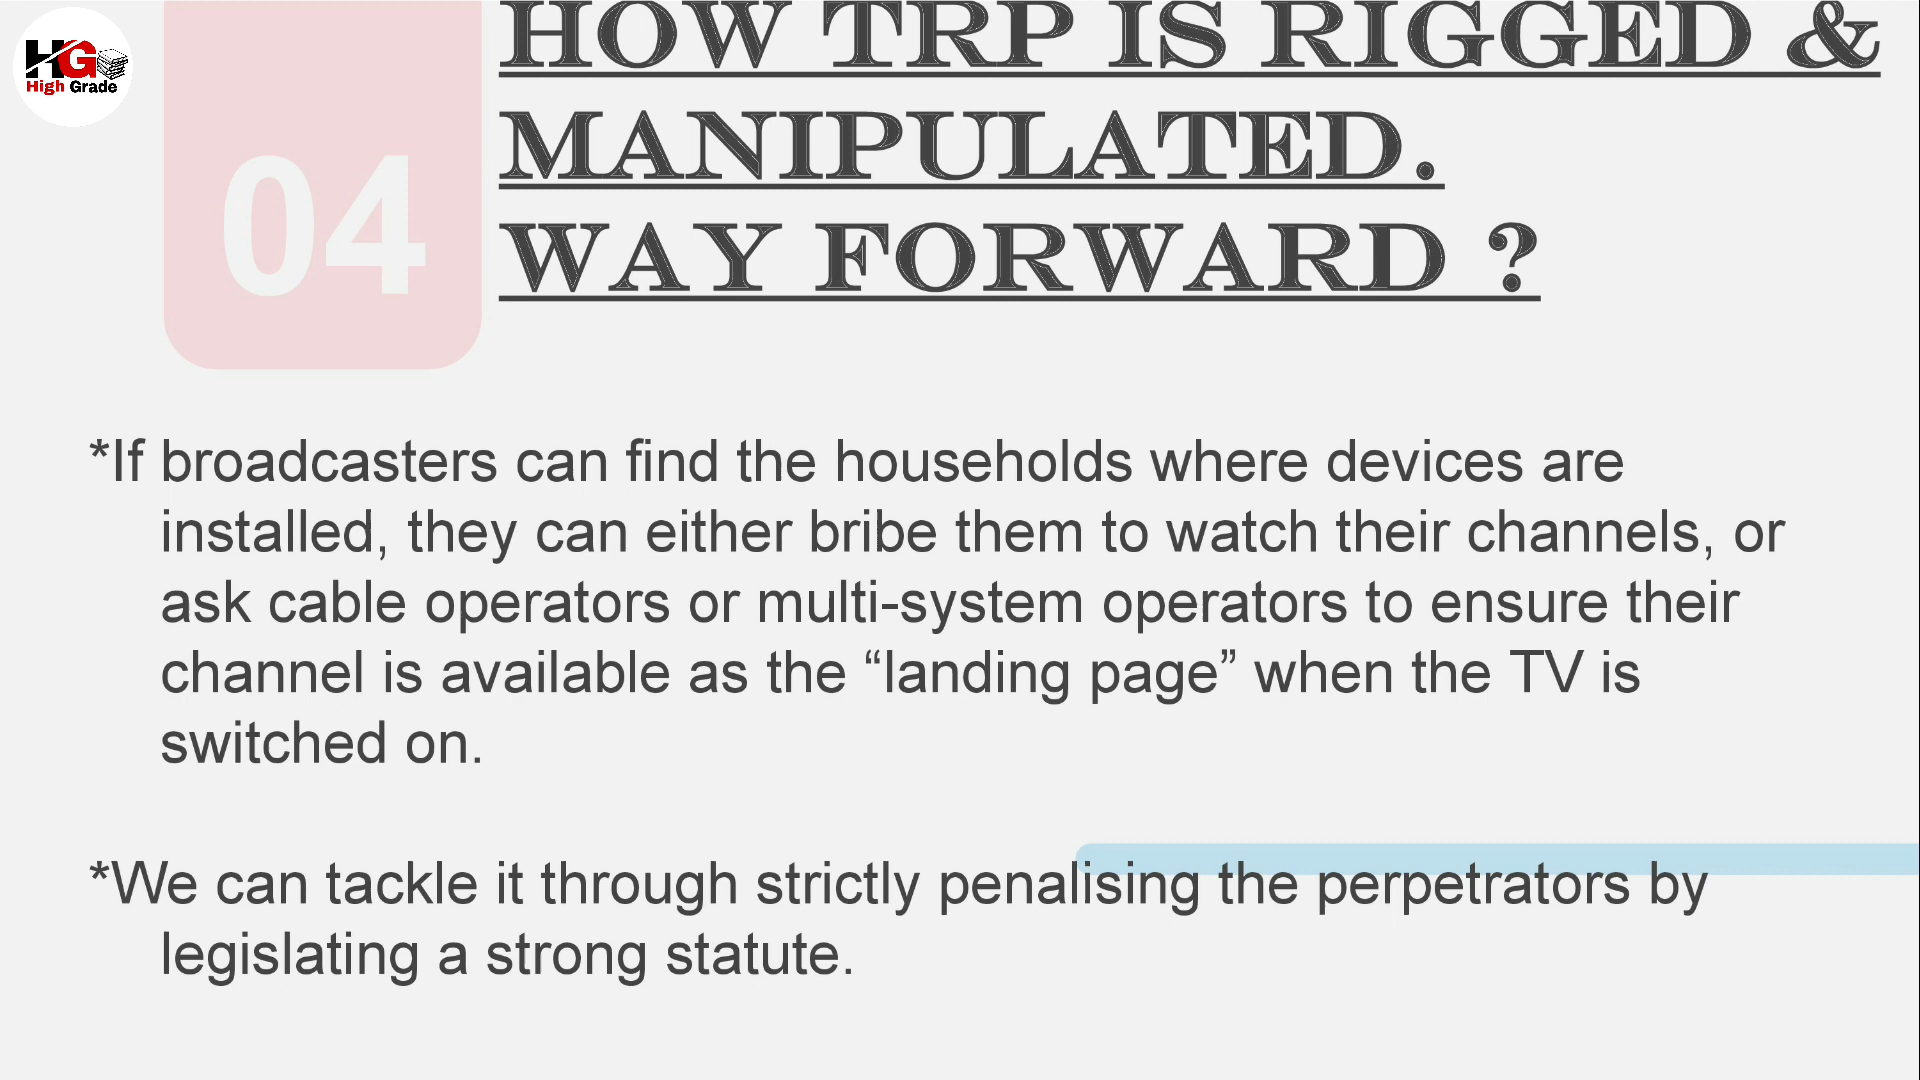 HG
High Grade
04
HOW TRP IS RIGGED &
MANIPULATED.
WAY FORWARD ?
*If broadcasters can find the households where devices are
installed, they can either bribe them to watch their channels, or
ask cable operators or multi-system operators to ensure their
channel is available as the “landing page” when the TV is
switched on.
*We can tackle it through strictly penalising the perpetrators by
legislating a strong statute.